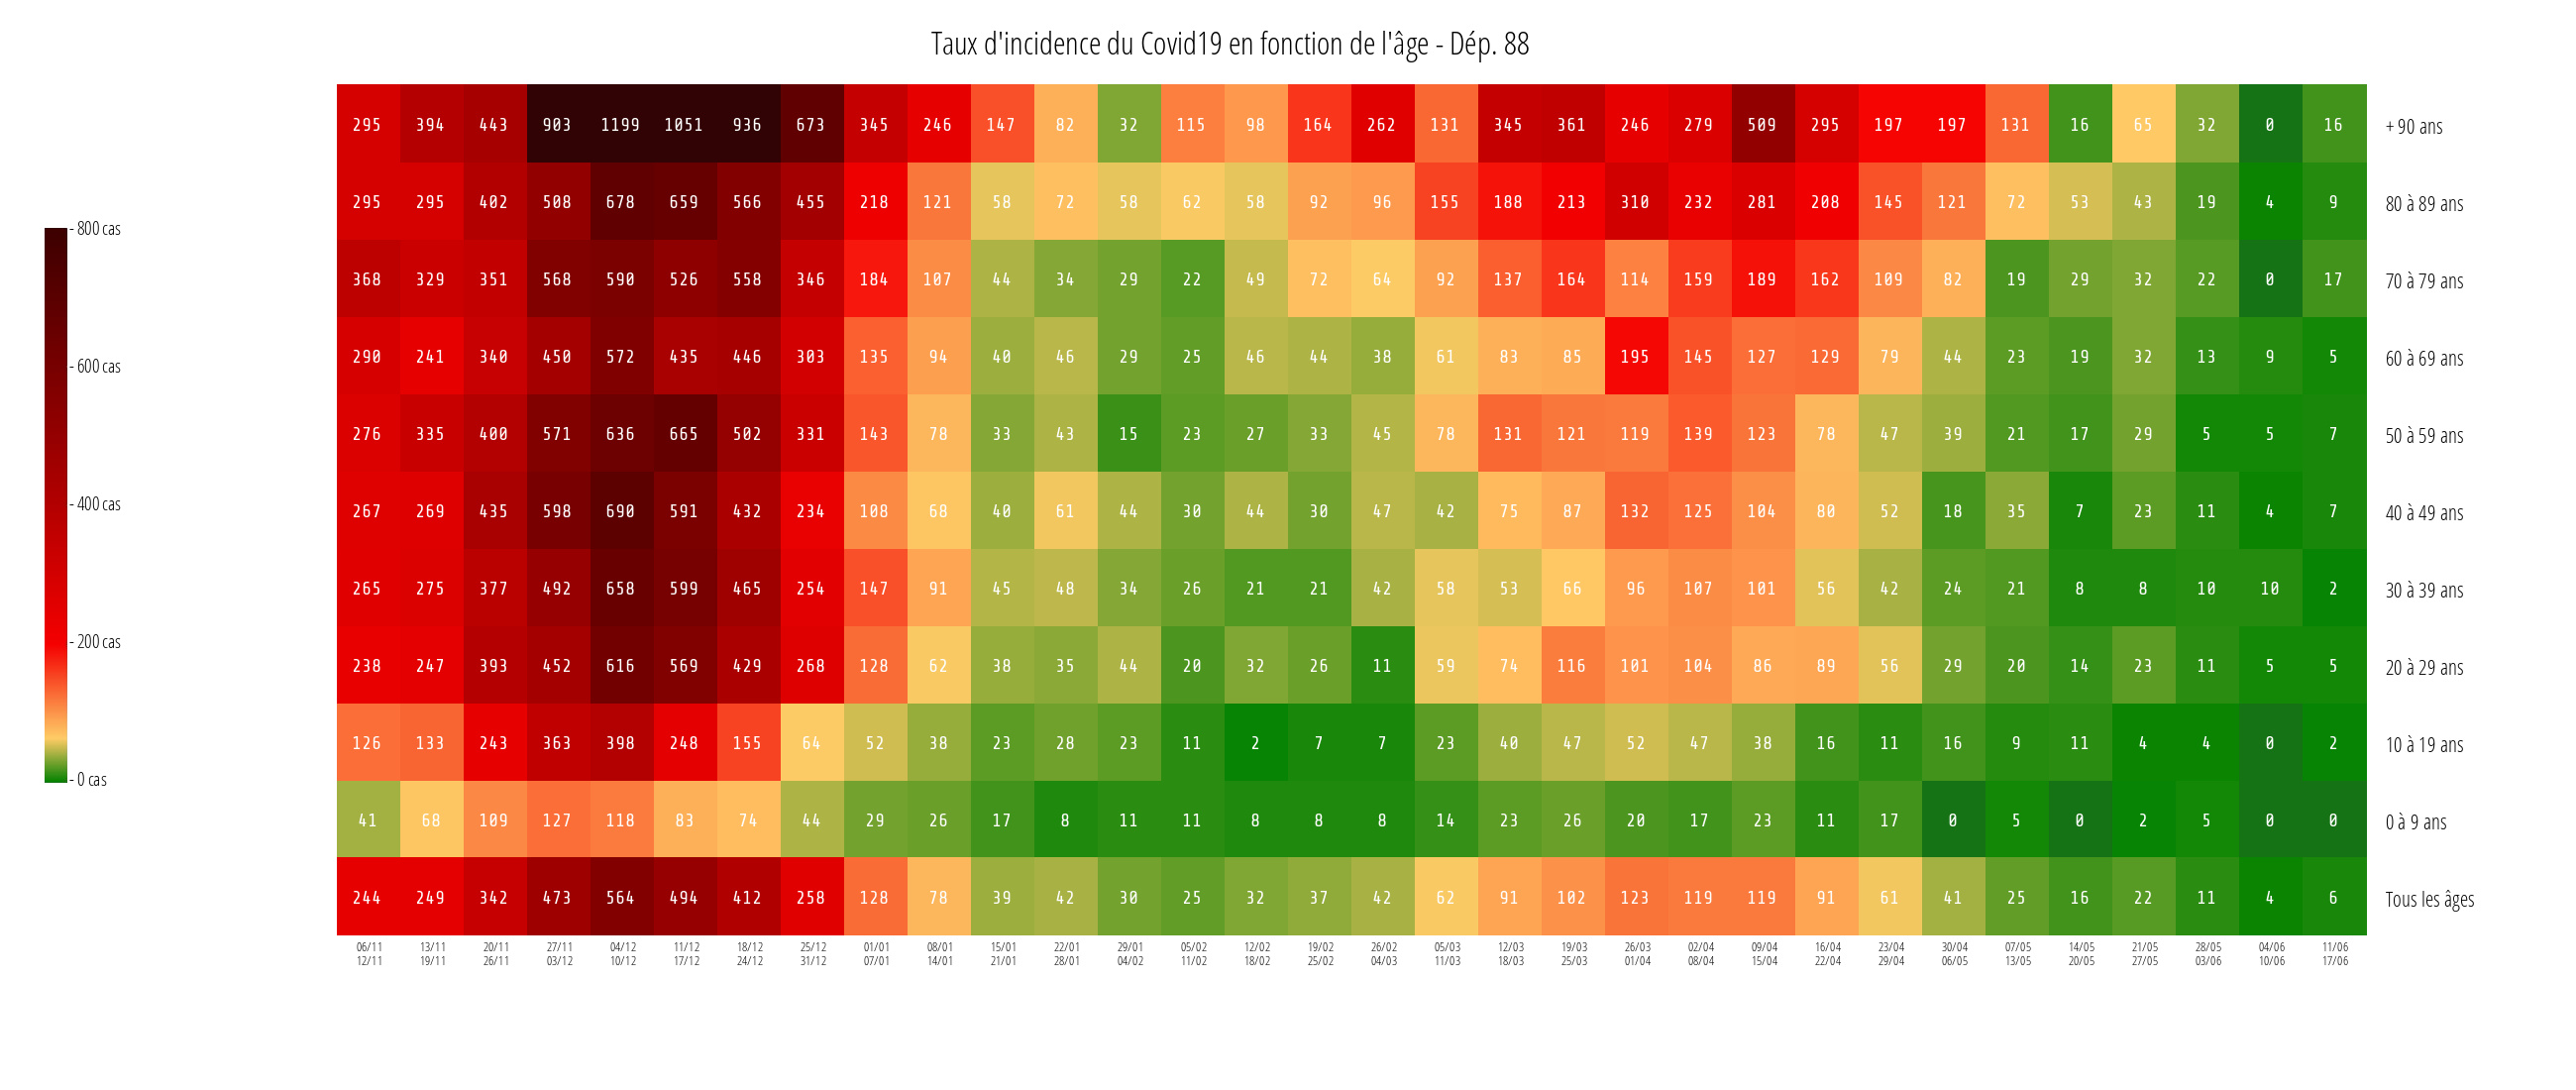 Taux d'incidence du Covid19 en fonction de l'âge - Dép. 88
- 800 cas
- 600 cas
- 400 cas
- 200 cas
- 0 cas
295 394 443 903 1199 1051 936 673 345 246 147 82 32 115 98 164 262 131 345 361 246 279 509 295 197 197 131 16 65 32 0 16 + 90 ans
295 295 402 508 678 659 566 455 218 121 58 72 58 62 58 92 96 155 188 213 310 232 281 208 145 121 72 53 43 19 4 9 80 à 89 ans
368 329 351 568 590 526 558 346 184 107 44 34 29 22 49 72 64 92 137 164 114 159 189 162 109 82 19 29 32 22 0 17 70 à 79 ans
290 241 340 450 572 435 446 303 135 94 40 46 29 25 46 44 38 61 83 85 195 145 127 129 79 44 23 19 32 13 9 5 60 à 69 ans
276 335 400 571 636 665 502 331 143 78 33 43 15 23 27 33 45 78 131 121 119 139 123 78 47 39 21 17 29 5 5 7 50 à 59 ans
267 269 435 598 690 591 432 234 108 68 40 61 44 30 44 30 47 42 75 87 132 125 104 80 52 18 35 7 23 11 4 7 40 à 49 ans
265 275 377 492 658 599 465 254 147 91 45 48 34 26 21 21 42 58 53 66 96 107 101 56 42 24 21 8 8 10 10 2 30 à 39 ans
238 247 393 452 616 569 429 268 128 62 38 35 44 20 32 26 11 59 74 116 101 104 86 89 56 29 20 14 23 11 5 5 20 à 29 ans
126 133 243 363 398 248 155 64 52 38 23 28 23 11 2 7 7 23 40 47 52 47 38 16 11 16 9 11 4 4 0 2 10 à 19 ans
41 68 109 127 118 83 74 44 29 26 17 8 11 11 8 8 8 14 23 26 20 17 23 11 17 0 5 0 2 5 0 0 0 à 9 ans
244 249 342 473 564 494 412 258 128 78 39 42 30 25 32 37 42 62 91 102 123 119 119 91 61 41 25 16 22 11 4 6 Tous les âges
06/11 13/11 20/11 27/11 04/12 11/12 18/12 25/12 01/01 08/01 15/01 22/01 29/01 05/02 12/02 19/02 26/02 05/03 12/03 19/03 26/03 02/04 09/04 16/04 23/04 30/04 07/05 14/05 21/05 28/05 04/06 11/06
12/11 19/11 26/11 03/12 10/12 17/12 24/12 31/12 07/01 14/01 21/01 28/01 04/02 11/02 18/02 25/02 04/03 11/03 18/03 25/03 01/04 08/04 15/04 22/04 29/04 06/05 13/05 20/05 27/05 03/06 10/06 17/06